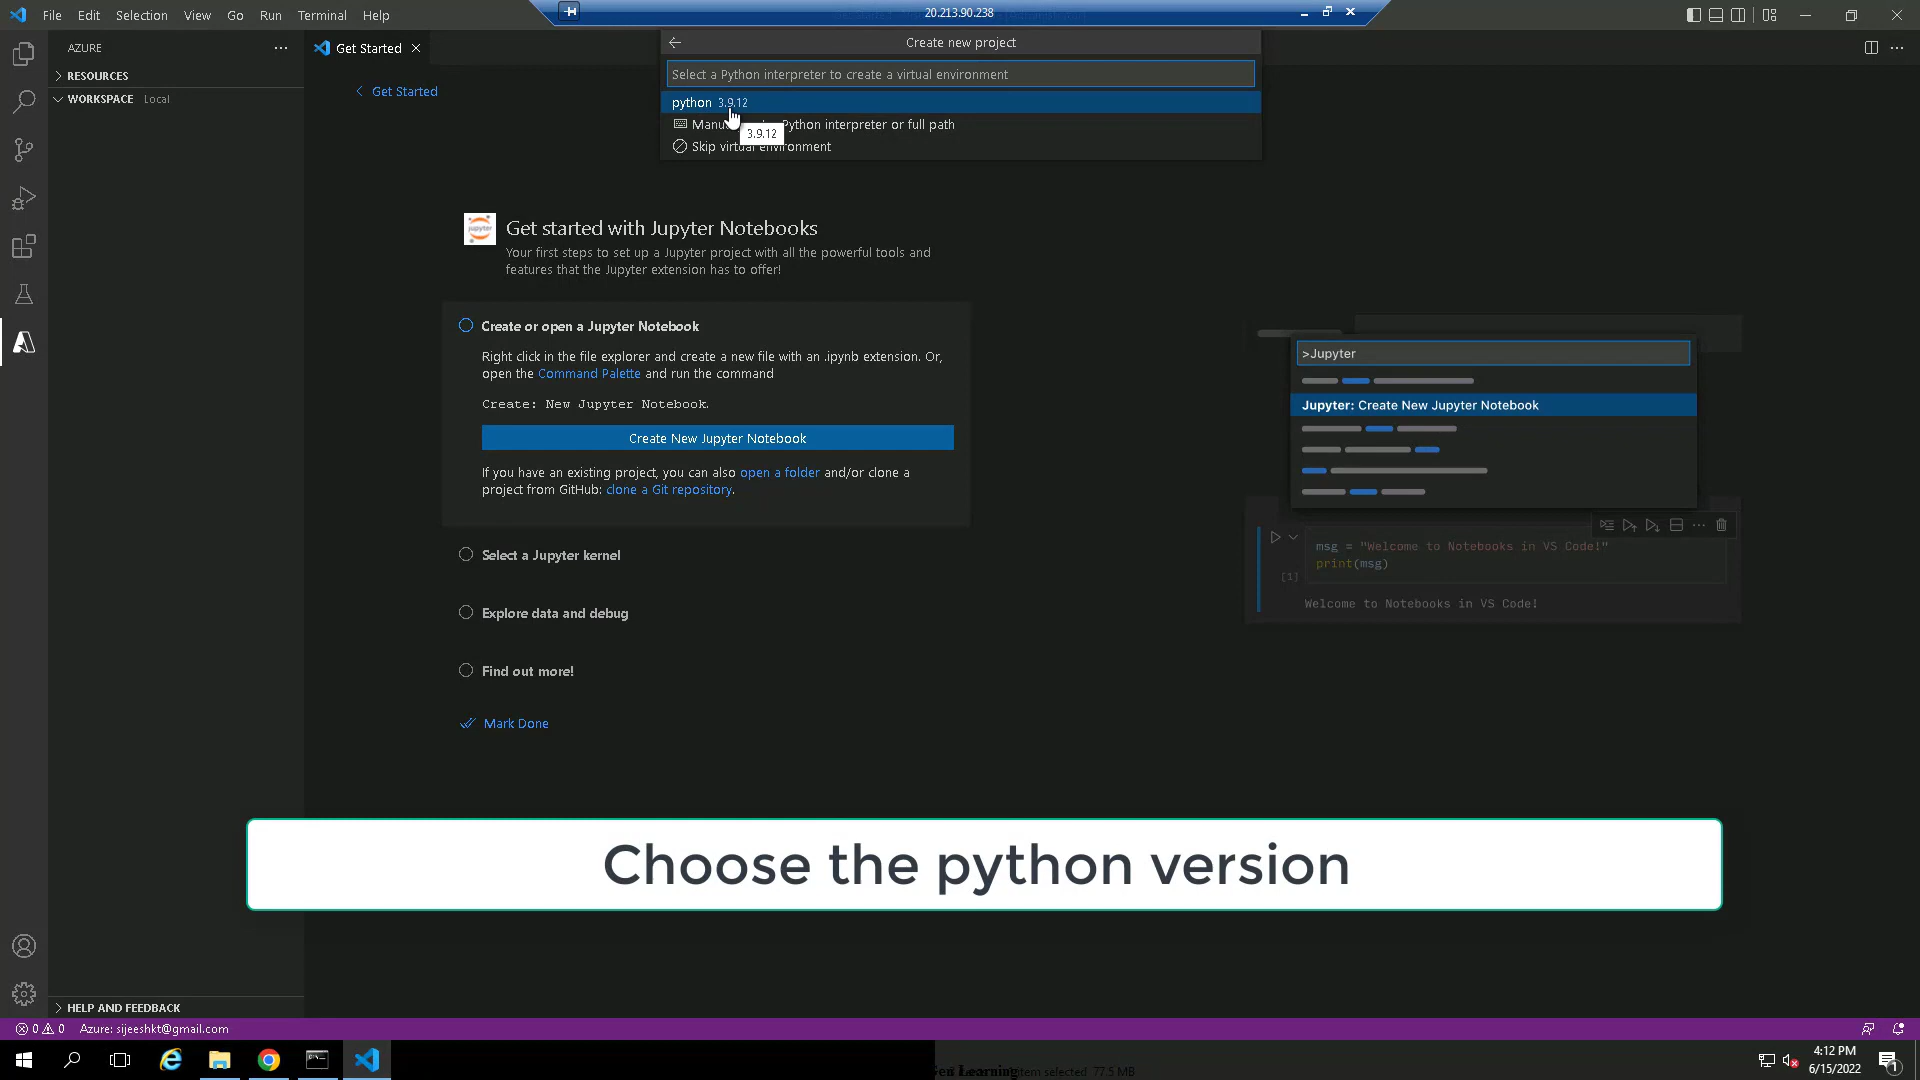 File Edit Selection View Go Run Terminal Help
20.213.90.238
AZURE
RESOURCES
WORKSPACE Local
Get Started
Get Started
Create new project
Select a Python interpreter to create a virtual environment
python 3.9.12
Python interpreter or full path
3.9.12
Skip virtual environment
jupyter
Get started with Jupyter Notebooks
Your first steps to set up a Jupyter project with all the powerful tools and
features that the Jupyter extension has to offer!
Create or open a Jupyter Notebook
Right click in the file explorer and create a new file with an .ipynb extension. Or,
open the Command Palette and run the command
Create: New Jupyter Notebook.
Create New Jupyter Notebook
If you have an existing project, you can also open a folder and/or clone a
project from GitHub: clone a Git repository.
Select a Jupyter kernel
Explore data and debug
Find out more!
Mark Done
>Jupyter
Jupyter: Create New Jupyter Notebook
msg = "Welcome to Notebooks in VS Code!"
print(msg)
[1]
Welcome to Notebooks in VS Code!
Choose the python version
HELP AND FEEDBACK
0 0 Azure: sijeeshkt@gmail.com
4:12 PM
6/15/2022
1
Learning
selected 77.5 MB